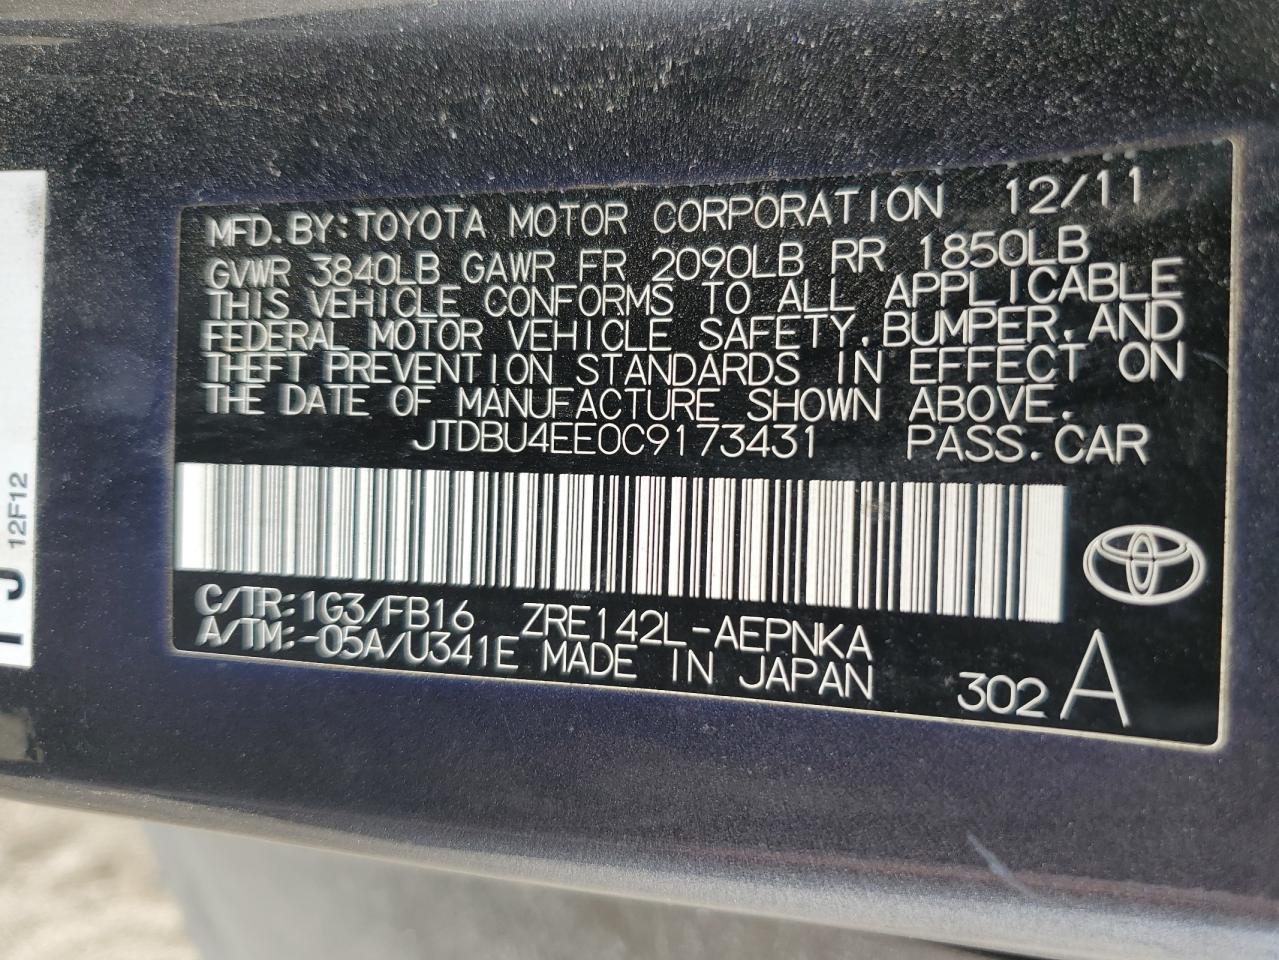 MFD. BY: TOYOTA MOTOR CORPORATION 12/11
GVWR 3840LB GAWR FR 2090LB RR 1850LB
THIS VEHICLE CONFORMS TO ALL APPLICABLE
FEDERAL MOTOR VEHICLE SAFETY, BUMPER, AND
THEFT PREVENTION STANDARDS IN EFFECT ON
THE DATE OF MANUFACTURE SHOWN ABOVE.
JTDBU4EE0C9173431 PASS. CAR
C/TR: 1G3/FB16 ZRE142L-AEPNKA
A/TM: -05A/U341E MADE IN JAPAN
302 A
12F12